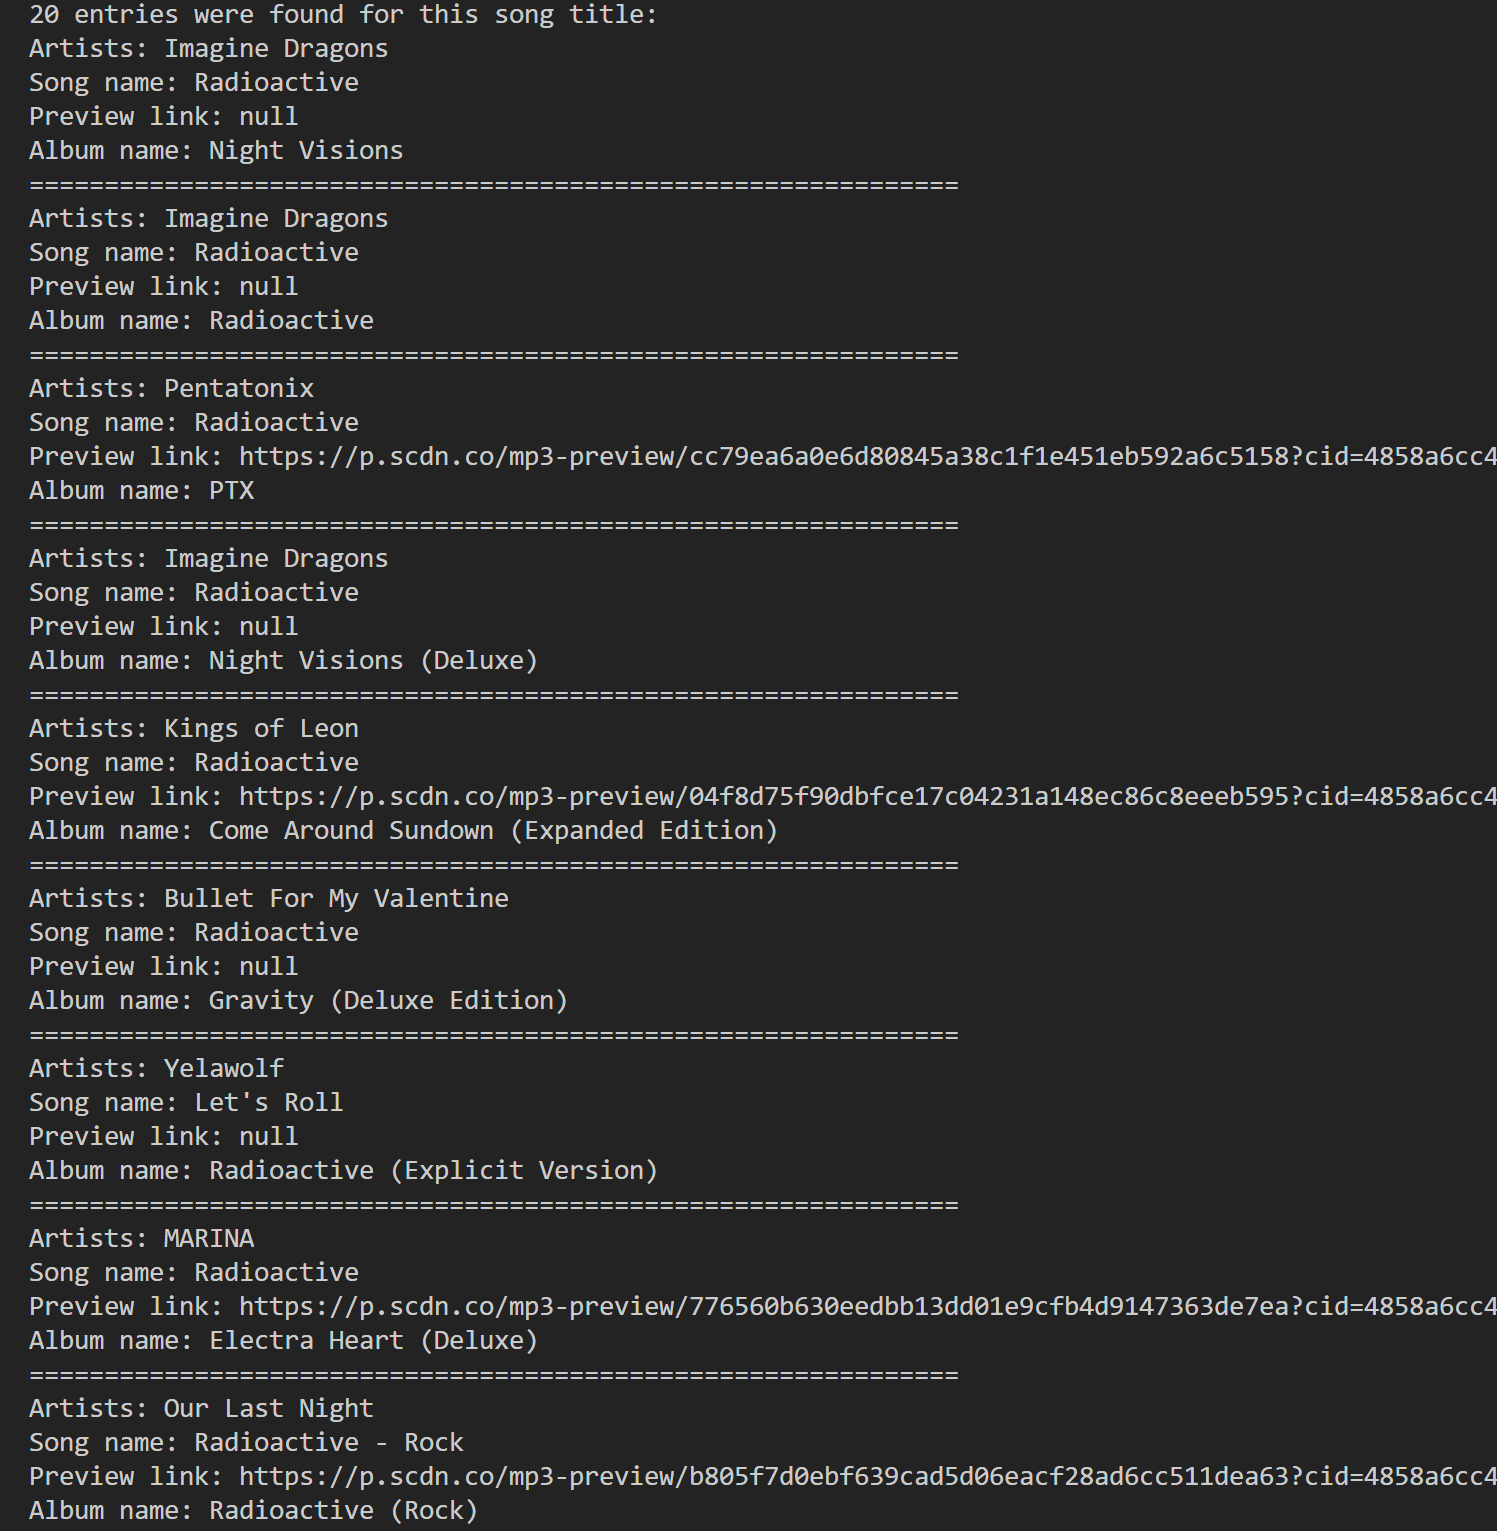 20 entries were found for this song title:
Artists: Imagine Dragons
Song name: Radioactive
Preview link: null
Album name: Night Visions
==============================================================
Artists: Imagine Dragons
Song name: Radioactive
Preview link: null
Album name: Radioactive
==============================================================
Artists: Pentatonix
Song name: Radioactive
Preview link: https://p.scdn.co/mp3-preview/cc79ea6a0e6d80845a38c1f1e451eb592a6c5158?cid=4858a6cc4
Album name: PTX
==============================================================
Artists: Imagine Dragons
Song name: Radioactive
Preview link: null
Album name: Night Visions (Deluxe)
==============================================================
Artists: Kings of Leon
Song name: Radioactive
Preview link: https://p.scdn.co/mp3-preview/04f8d75f90dbfce17c04231a148ec86c8eeeb595?cid=4858a6cc4
Album name: Come Around Sundown (Expanded Edition)
==============================================================
Artists: Bullet For My Valentine
Song name: Radioactive
Preview link: null
Album name: Gravity (Deluxe Edition)
==============================================================
Artists: Yelawolf
Song name: Let's Roll
Preview link: null
Album name: Radioactive (Explicit Version)
==============================================================
Artists: MARINA
Song name: Radioactive
Preview link: https://p.scdn.co/mp3-preview/776560b630eedbb13dd01e9cfb4d9147363de7ea?cid=4858a6cc4
Album name: Electra Heart (Deluxe)
==============================================================
Artists: Our Last Night
Song name: Radioactive - Rock
Preview link: https://p.scdn.co/mp3-preview/b805f7d0ebf639cad5d06eacf28ad6cc511dea63?cid=4858a6cc4
Album name: Radioactive (Rock)